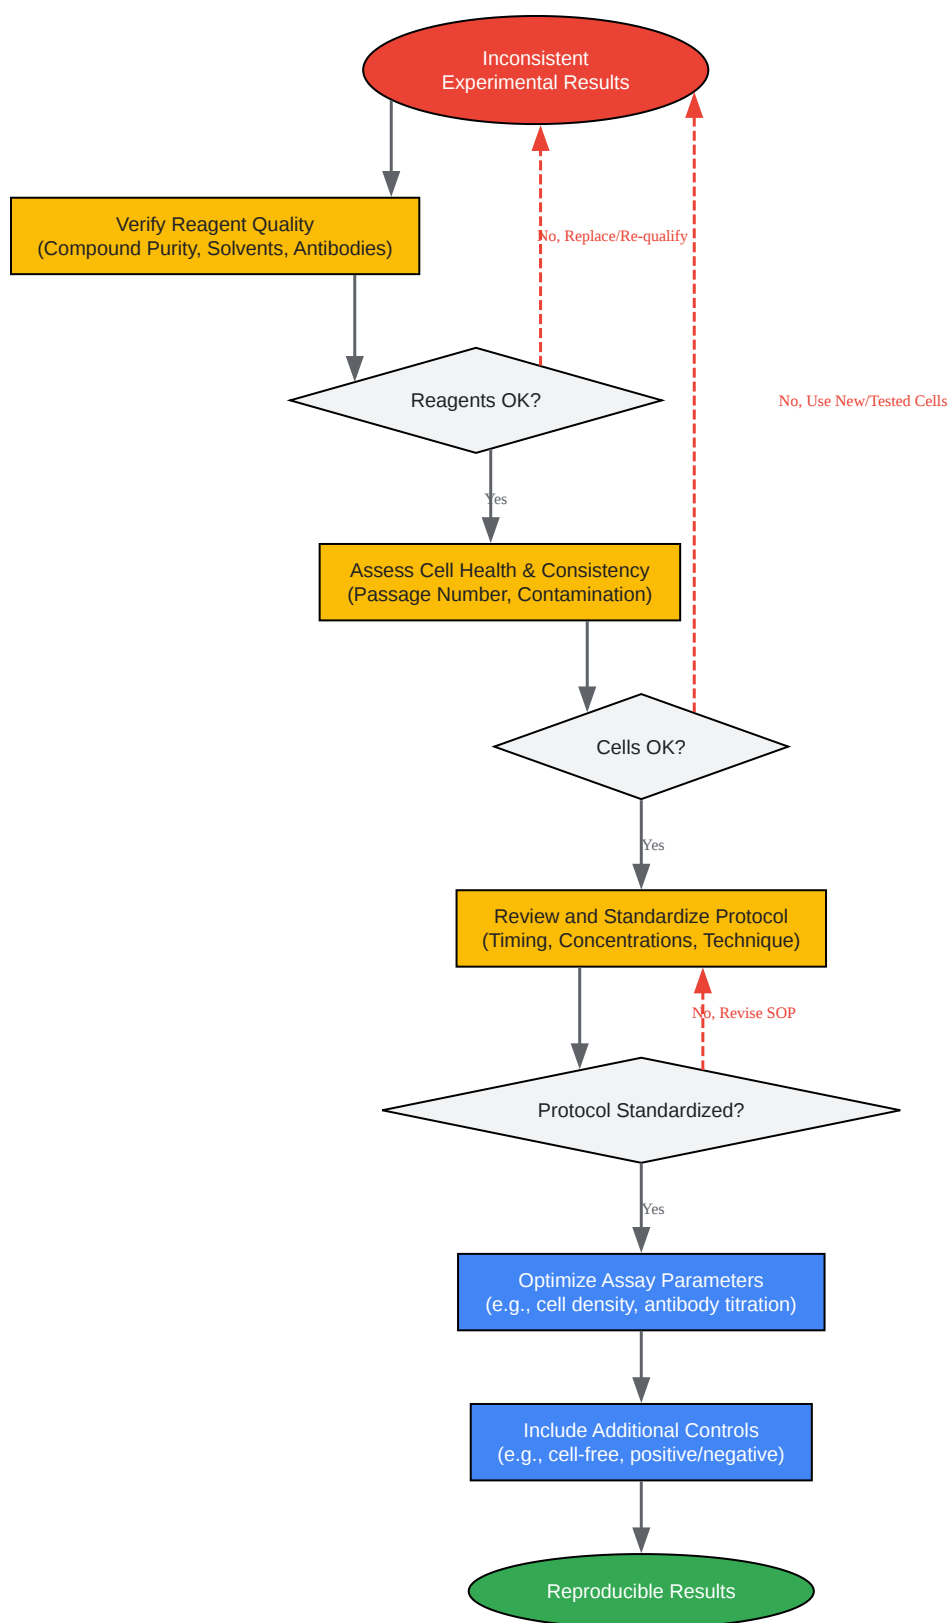 Inconsistent
Experimental Results
Verify Reagent Quality
(Compound Purity, Solvents, Antibodies)
No, Replace/Re-qualify
Reagents OK?
No, Use New/Tested Cells
Yes
Assess Cell Health & Consistency
(Passage Number, Contamination)
Cells OK?
Yes
Review and Standardize Protocol
(Timing, Concentrations, Technique)
No, Revise SOP
Protocol Standardized?
Yes
Optimize Assay Parameters
(e.g., cell density, antibody titration)
Include Additional Controls
(e.g., cell-free, positive/negative)
Reproducible Results